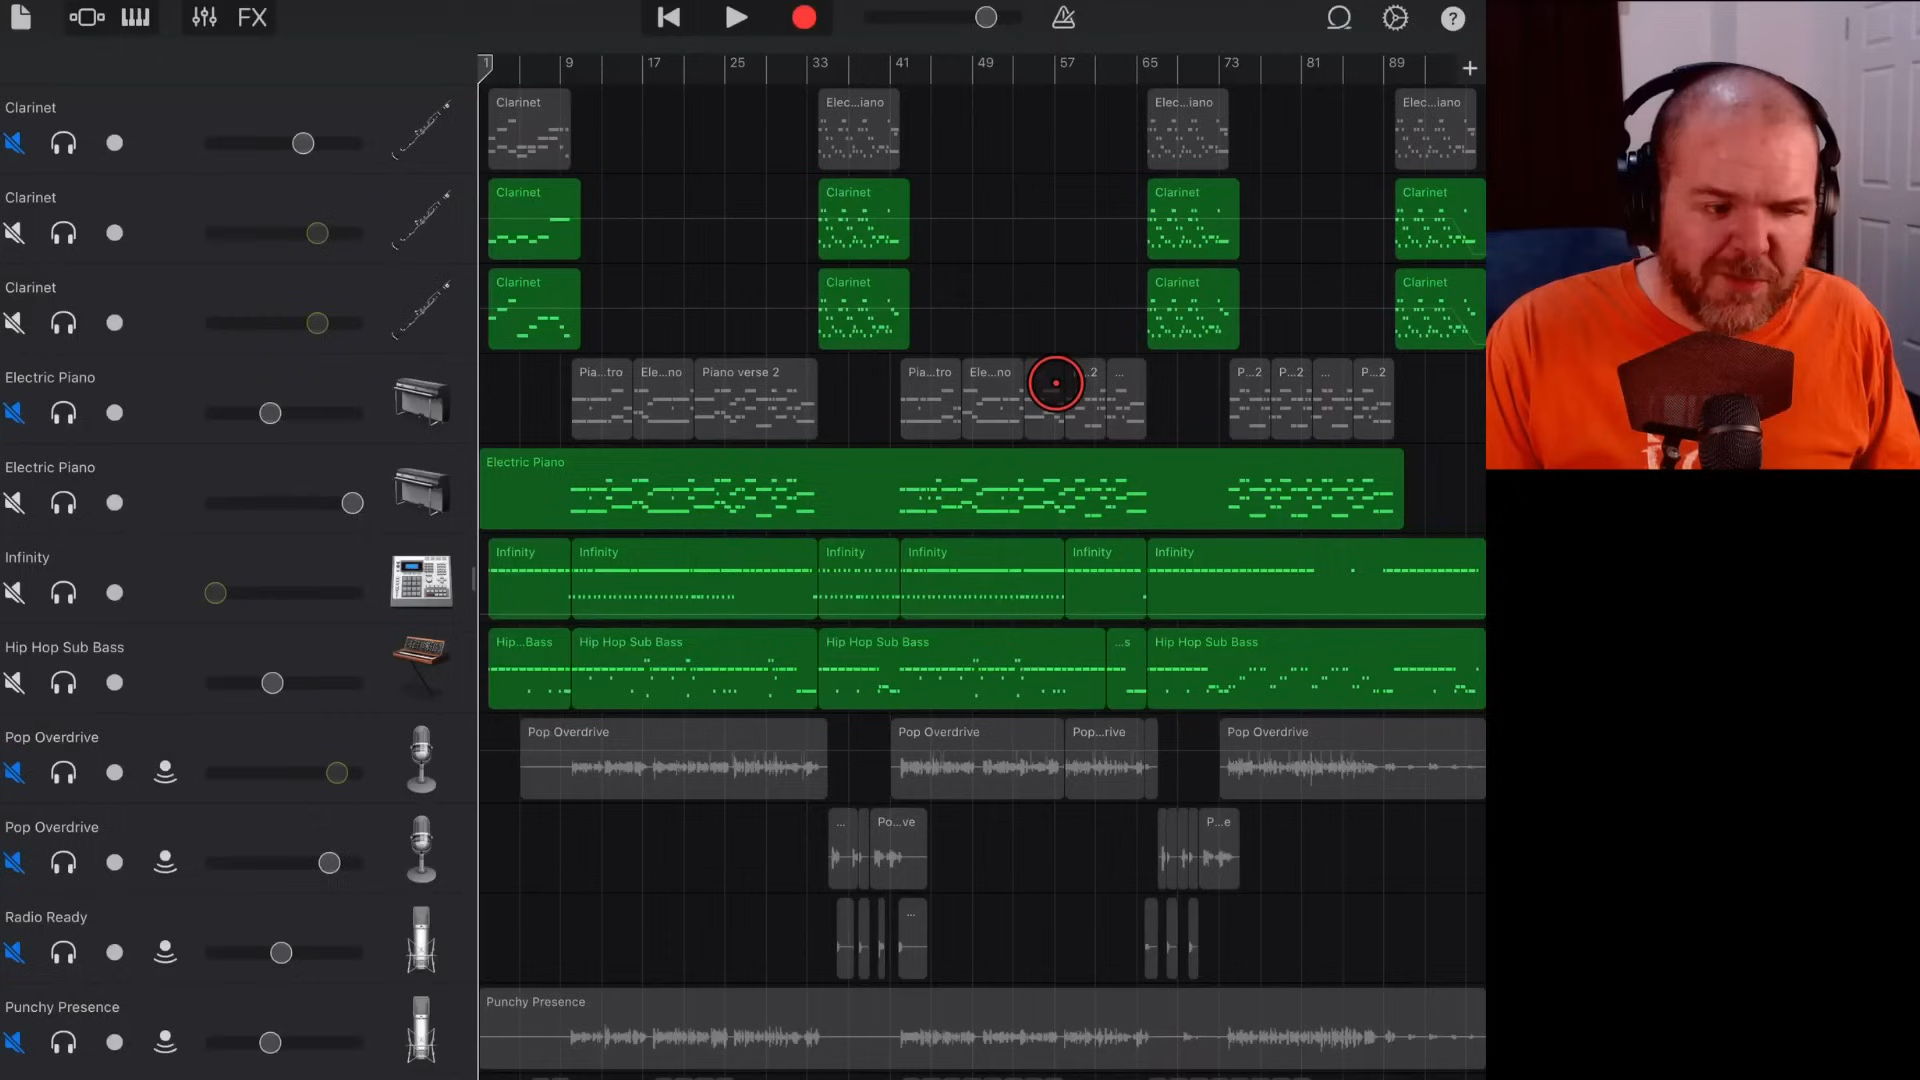 FX
?
1 9 17 25 33 41 49 57 65 73 81 89 +
Clarinet
Clarinet Elec...iano Elec...iano Elec...iano
Clarinet
Clarinet Clarinet Clarinet Clarinet
Clarinet
Clarinet Clarinet Clarinet Clarinet
Electric Piano
Pia...tro Ele...no Piano verse 2 Pia...tro Ele...no ...2 ... P...2 P...2 ... P...2
Electric Piano
Electric Piano
Infinity
Infinity Infinity Infinity Infinity Infinity Infinity
Hip Hop Sub Bass
Hip...Bass Hip Hop Sub Bass Hip Hop Sub Bass ...s Hip Hop Sub Bass
Pop Overdrive
Pop Overdrive Pop Overdrive Pop...rive Pop Overdrive
Pop Overdrive
... Po...ve P...e
Radio Ready
...
Punchy Presence
Punchy Presence